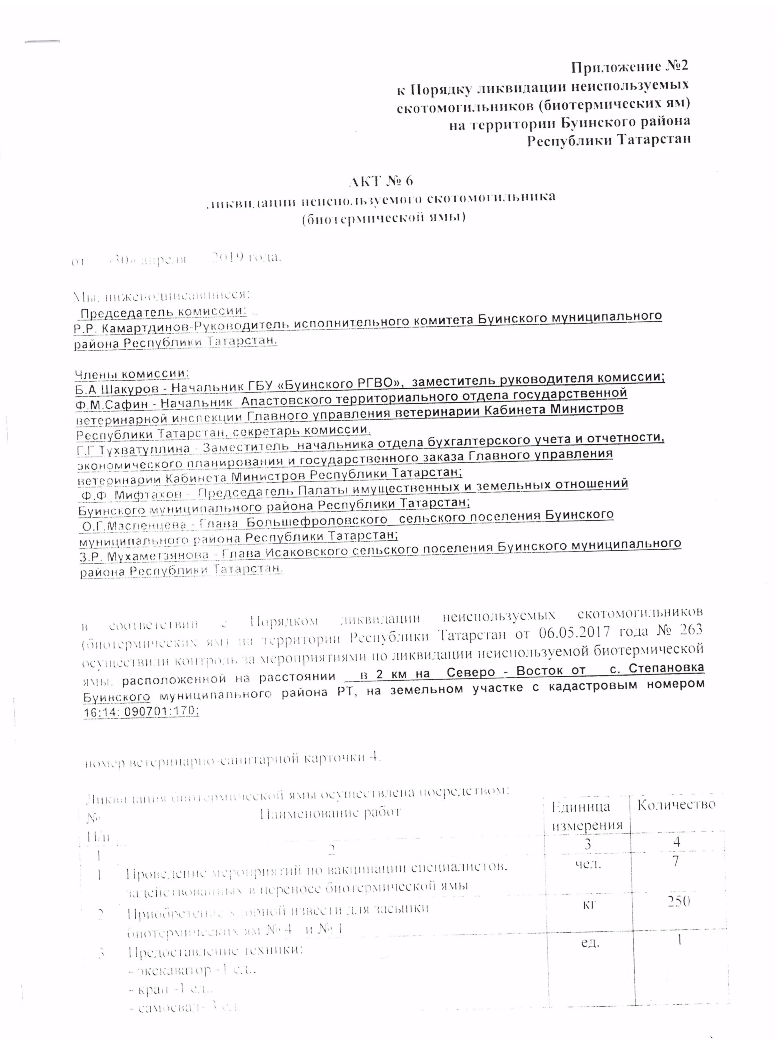 Приложение №2
к Порядку ликвидации неиспользуемых
скотомогильников (биотермических ям)
на территории Буинского района
Республики Татарстан
АКТ № 6
ликвидации неиспользуемого скотомогильника
(биотермической ямы)
от «30» апреля 2019 года.
Мы, нижеподписавшиеся:
Председатель комиссии:
Р.Р. Камартдинов-Руководитель исполнительного комитета Буинского муниципального
района Республики Татарстан.
Члены комиссии:
Б.А Шакуров - Начальник ГБУ «Буинского РГВО», заместитель руководителя комиссии;
Ф.М.Сафин - Начальник Апастовского территориального отдела государственной
ветеринарной инспекции Главного управления ветеринарии Кабинета Министров
Республики Татарстан, секретарь комиссии,
Г.Г Тухватуллина - Заместитель начальника отдела бухгалтерского учета и отчетности,
экономического планирования и государственного заказа Главного управления
ветеринарии Кабинета Министров Республики Татарстан;
Ф.Ф. Мифтахов - Председатель Палаты имущественных и земельных отношений
Буинского муниципального района Республики Татарстан;
О.Г.Масленцева - Глава Большефроловского сельского поселения Буинского
муниципального района Республики Татарстан;
З.Р. Мухаметзянова - Глава Исаковского сельского поселения Буинского муниципального
района Республики Татарстан.
в соответствии с Порядком ликвидации неиспользуемых скотомогильников
(биотермических ям) на территории Республики Татарстан от 06.05.2017 года № 263
осуществили контроль за мероприятиями по ликвидации неиспользуемой биотермической
ямы, расположенной на расстоянии в 2 км на Северо - Восток от с. Степановка
Буинского муниципального района РТ, на земельном участке с кадастровым номером
16:14: 090701:170;
номер ветеринарно-санитарной карточки 4.
Ликвидация биотермической ямы осуществлена посредством:
№ Наименование работ Единица Количество
П/п измерения
1 2 3 4
1 Проведение мероприятий по вакцинации специалистов, чел. 7
задействованных в переносе биотермической ямы
2 Приобретение хлорной извести для засыпки кг 250
биотермических ям № 4 и № 1
3 Предоставление техники: ед. 1
- экскаватор -1 ед.,
- кран -1 ед.,
- самосвал- 3 ед.